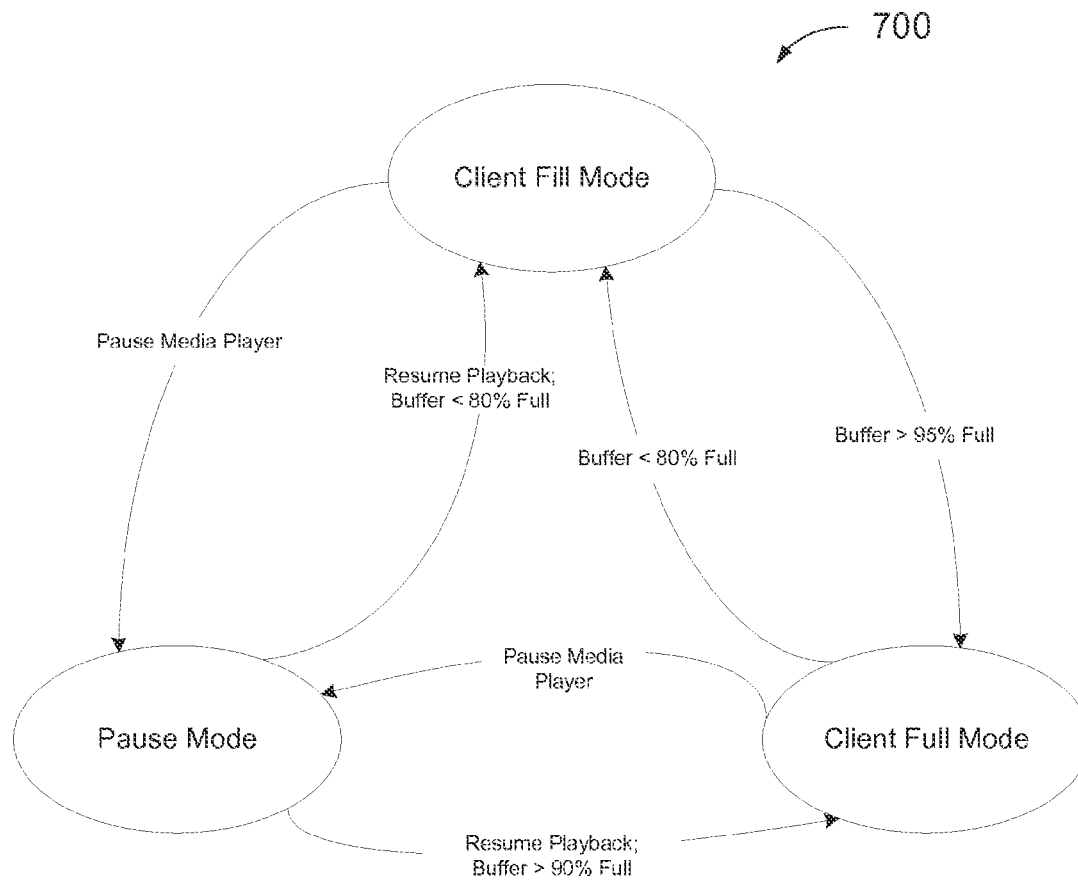 700
Client Fill Mode
Pause Media Player
Resume Playback;
Buffer < 80% Full
Buffer < 80% Full
Buffer > 95% Full
Pause Media
Player
Pause Mode
Client Full Mode
Resume Playback;
Buffer > 90% Full